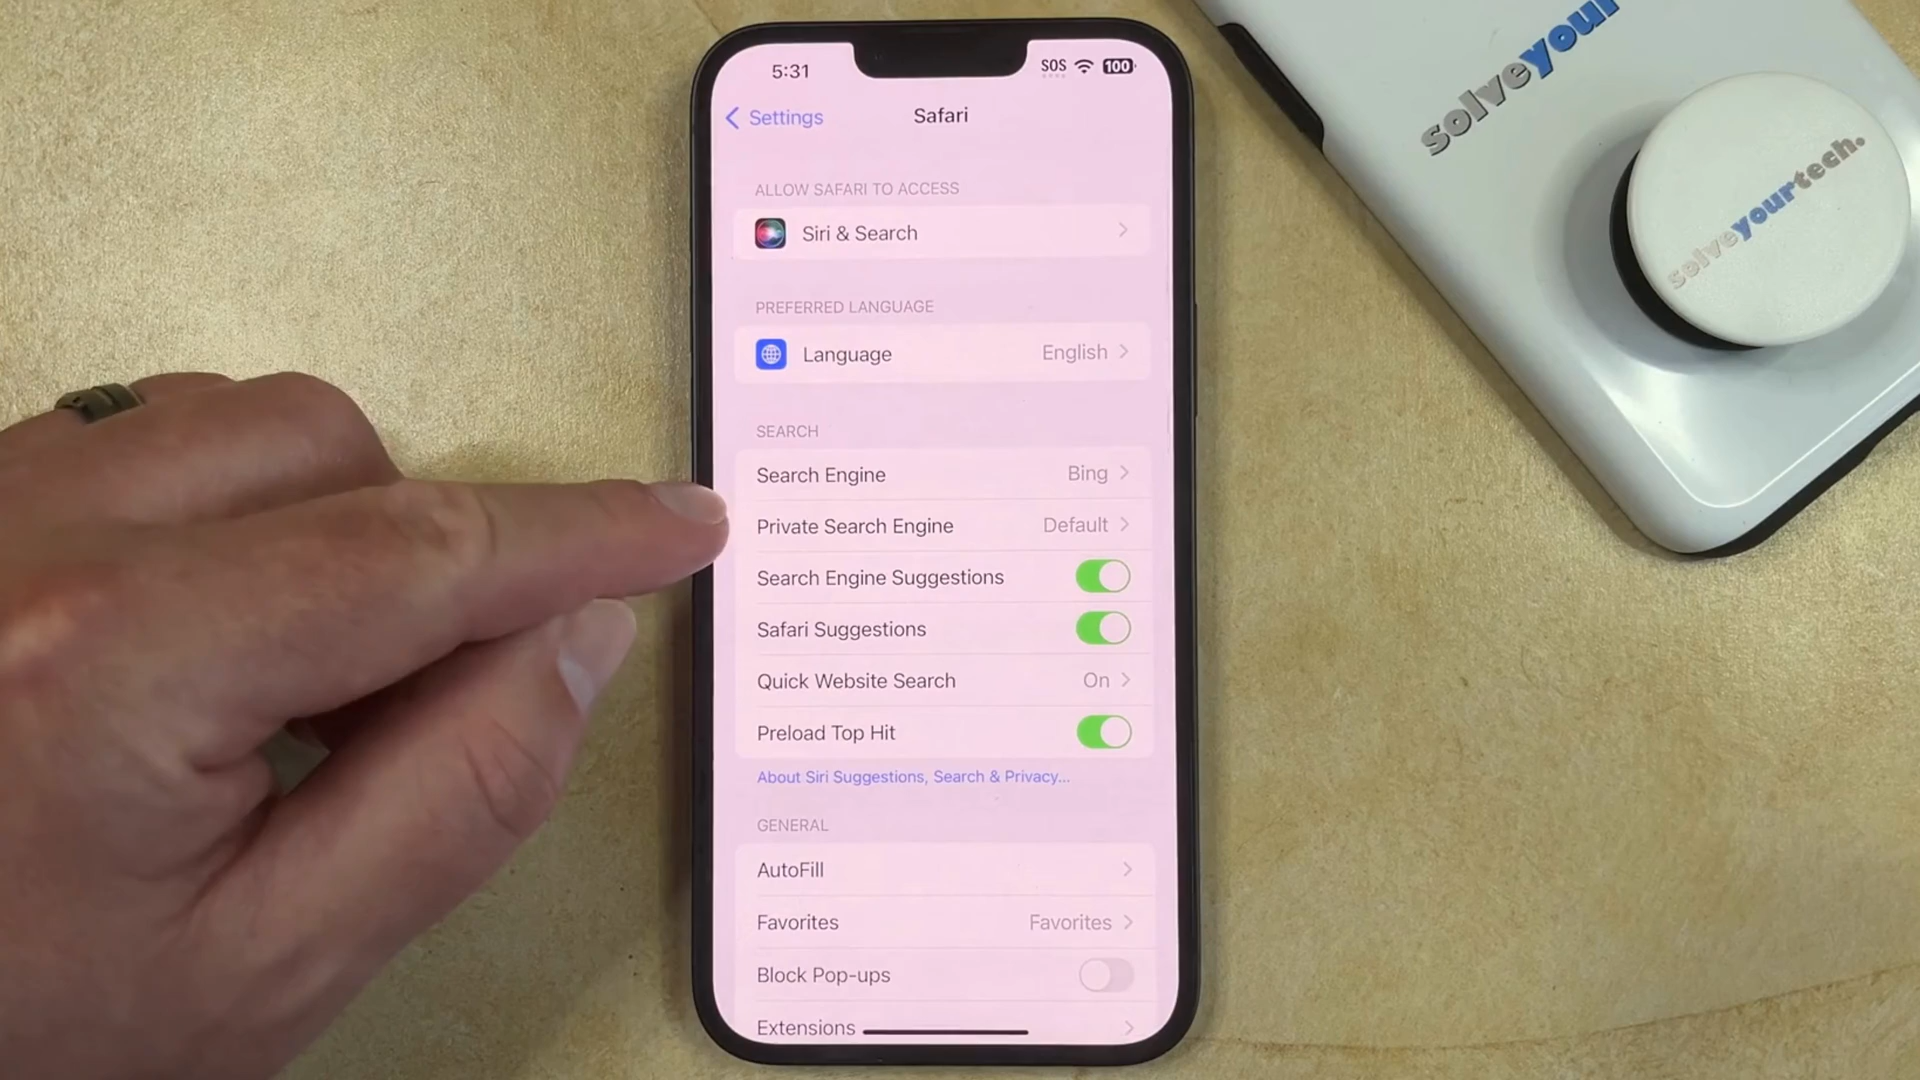 5:31
SOS
100
Settings
Safari
ALLOW SAFARI TO ACCESS
Siri & Search
PREFERRED LANGUAGE
Language English
SEARCH
Search Engine Bing
Private Search Engine Default
Search Engine Suggestions
Safari Suggestions
Quick Website Search On
Preload Top Hit
About Siri Suggestions, Search & Privacy...
GENERAL
AutoFill
Favorites Favorites
Block Pop-ups
Extensions
solveyour
solveyourtech.